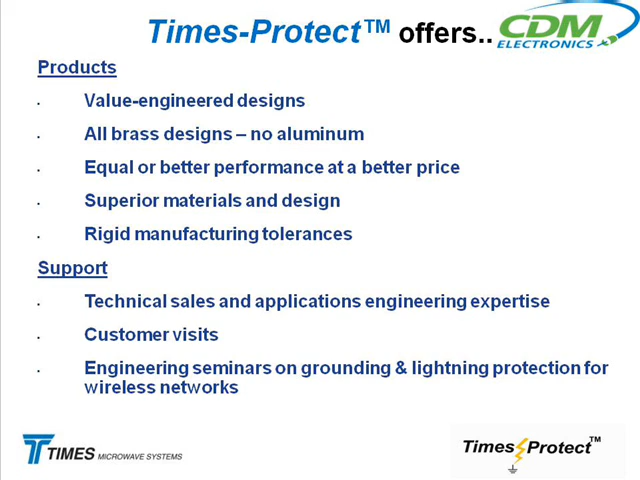 Times-Protect™ offers..
CDM
ELECTRONICS
Products
· Value-engineered designs
· All brass designs – no aluminum
· Equal or better performance at a better price
· Superior materials and design
· Rigid manufacturing tolerances
Support
· Technical sales and applications engineering expertise
· Customer visits
· Engineering seminars on grounding & lightning protection for
wireless networks
TIMES MICROWAVE SYSTEMS
Times Protect™